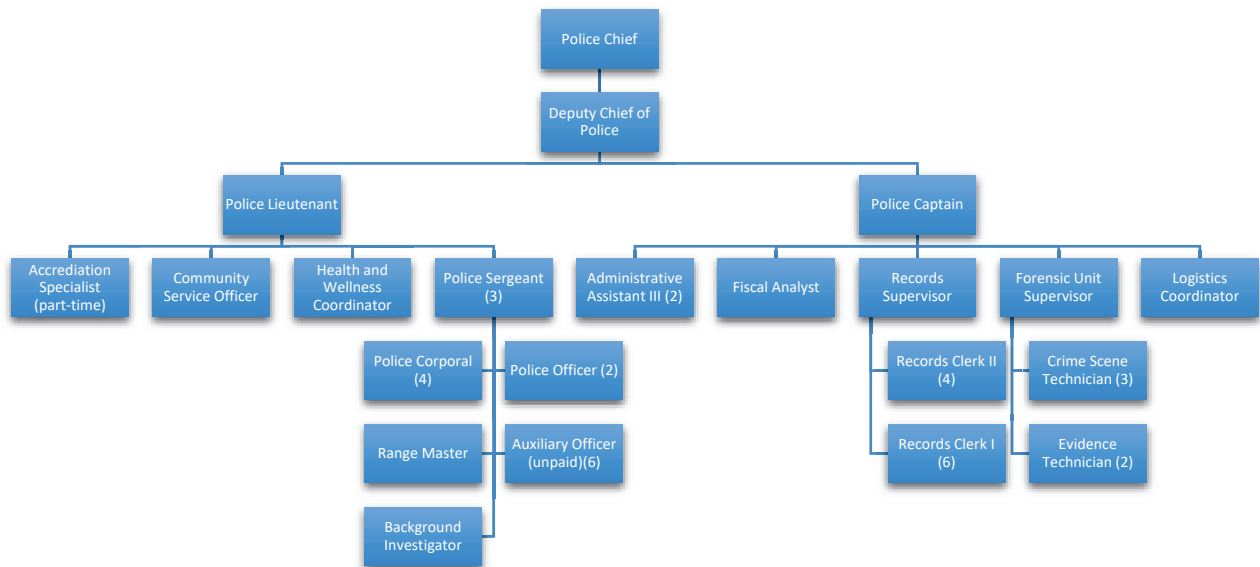 Police Chief
Deputy Chief of
Police
Police Lieutenant
Police Captain
Accrediation
Specialist
(part-time)
Community
Service Officer
Health and
Wellness
Coordinator
Police Sergeant
(3)
Administrative
Assistant III (2)
Fiscal Analyst
Records
Supervisor
Forensic Unit
Supervisor
Logistics
Coordinator
Police Corporal
(4)
Police Officer (2)
Records Clerk II
(4)
Crime Scene
Technician (3)
Range Master
Auxiliary Officer
(unpaid)(6)
Records Clerk I
(6)
Evidence
Technician (2)
Background
Investigator